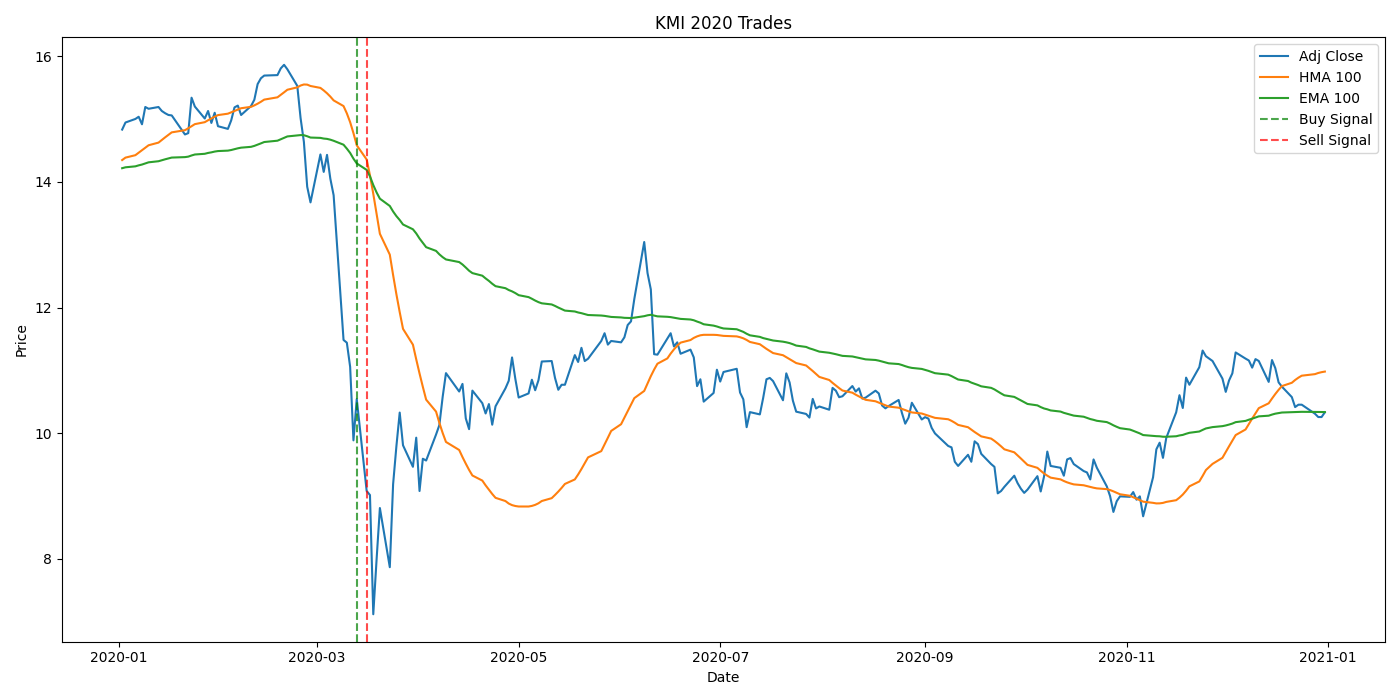 KMI 2020 Trades
Adj Close
HMA 100
EMA 100
Buy Signal
Sell Signal
Price
16
14
12
10
8
2020-01
2020-03
2020-05
2020-07
2020-09
2020-11
2021-01
Date